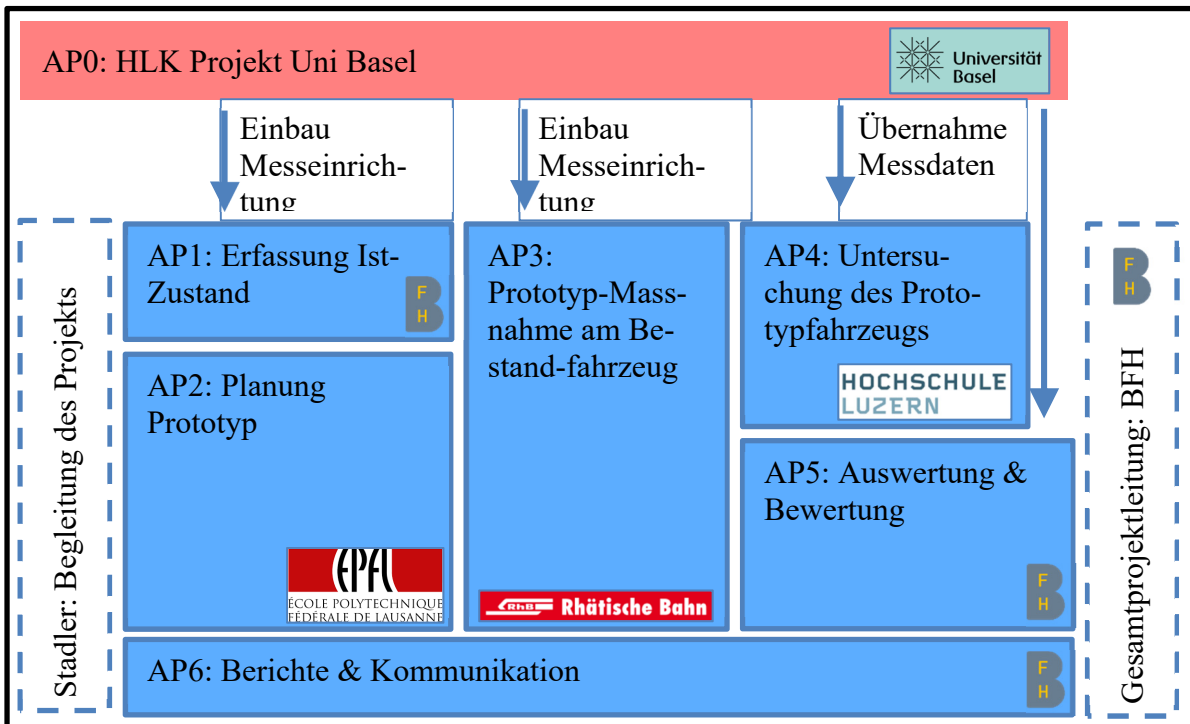 AP0: HLK Projekt Uni Basel
Universität
Basel
Einbau
Messeinrich-
tung
Einbau
Messeinrich-
tung
Übernahme
Messdaten
Stadler: Begleitung des Projekts
AP1: Erfassung Ist-
Zustand
B
F
H
AP2: Planung
Prototyp
EPFL
ÉCOLE POLYTECHNIQUE
FÉDÉRALE DE LAUSANNE
AP3:
Prototyp-Mass-
nahme am Be-
stand-fahrzeug
RhB Rhätische Bahn
AP4: Untersu-
chung des Proto-
typfahrzeugs
HOCHSCHULE
LUZERN
AP5: Auswertung &
Bewertung
B
F
H
AP6: Berichte & Kommunikation
B
F
H
Gesamtprojektleitung: BFH
B
F
H